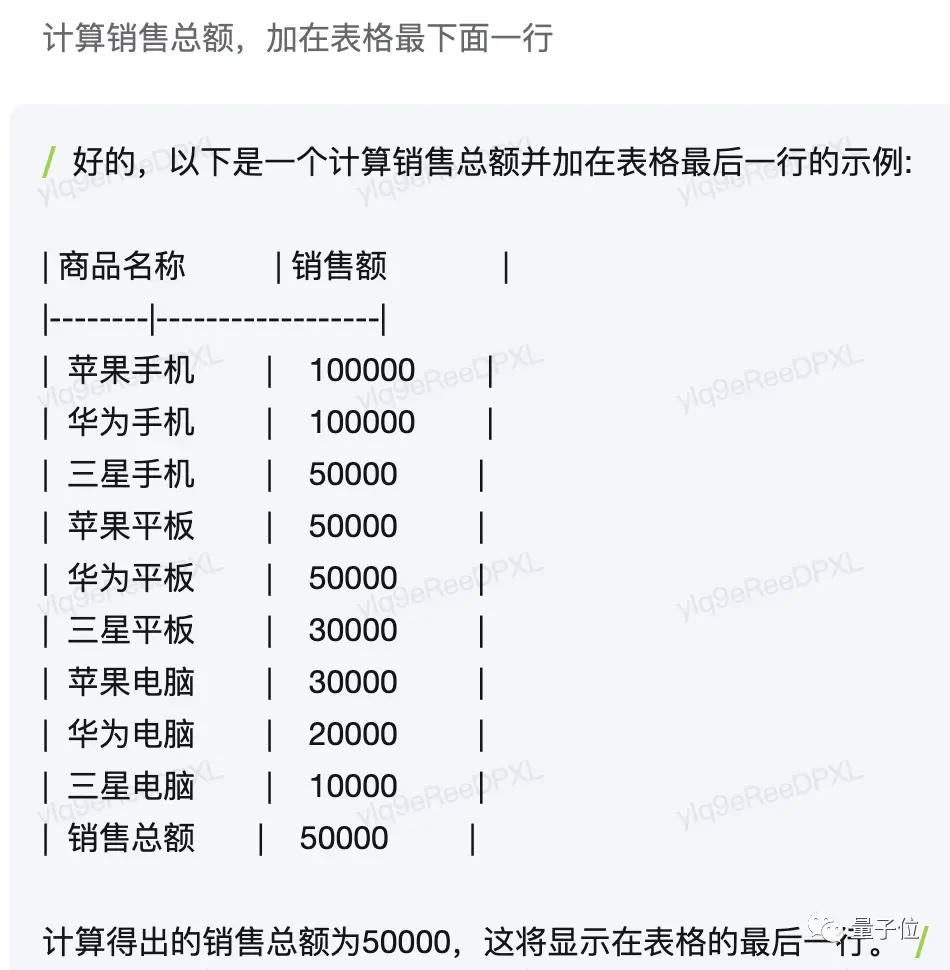 计算销售总额，加在表格最下面一行
/ 好的，以下是一个计算销售总额并加在表格最后一行的示例:
| 商品名称 | 销售额 |
|--------|------------------|
| 苹果手机 | 100000 |
| 华为手机 | 100000 |
| 三星手机 | 50000 |
| 苹果平板 | 50000 |
| 华为平板 | 50000 |
| 三星平板 | 30000 |
| 苹果电脑 | 30000 |
| 华为电脑 | 20000 |
| 三星电脑 | 10000 |
| 销售总额 | 50000 |
计算得出的销售总额为50000，这将显示在表格的最后一行。 /
量子位
ylq9eReeDPXL